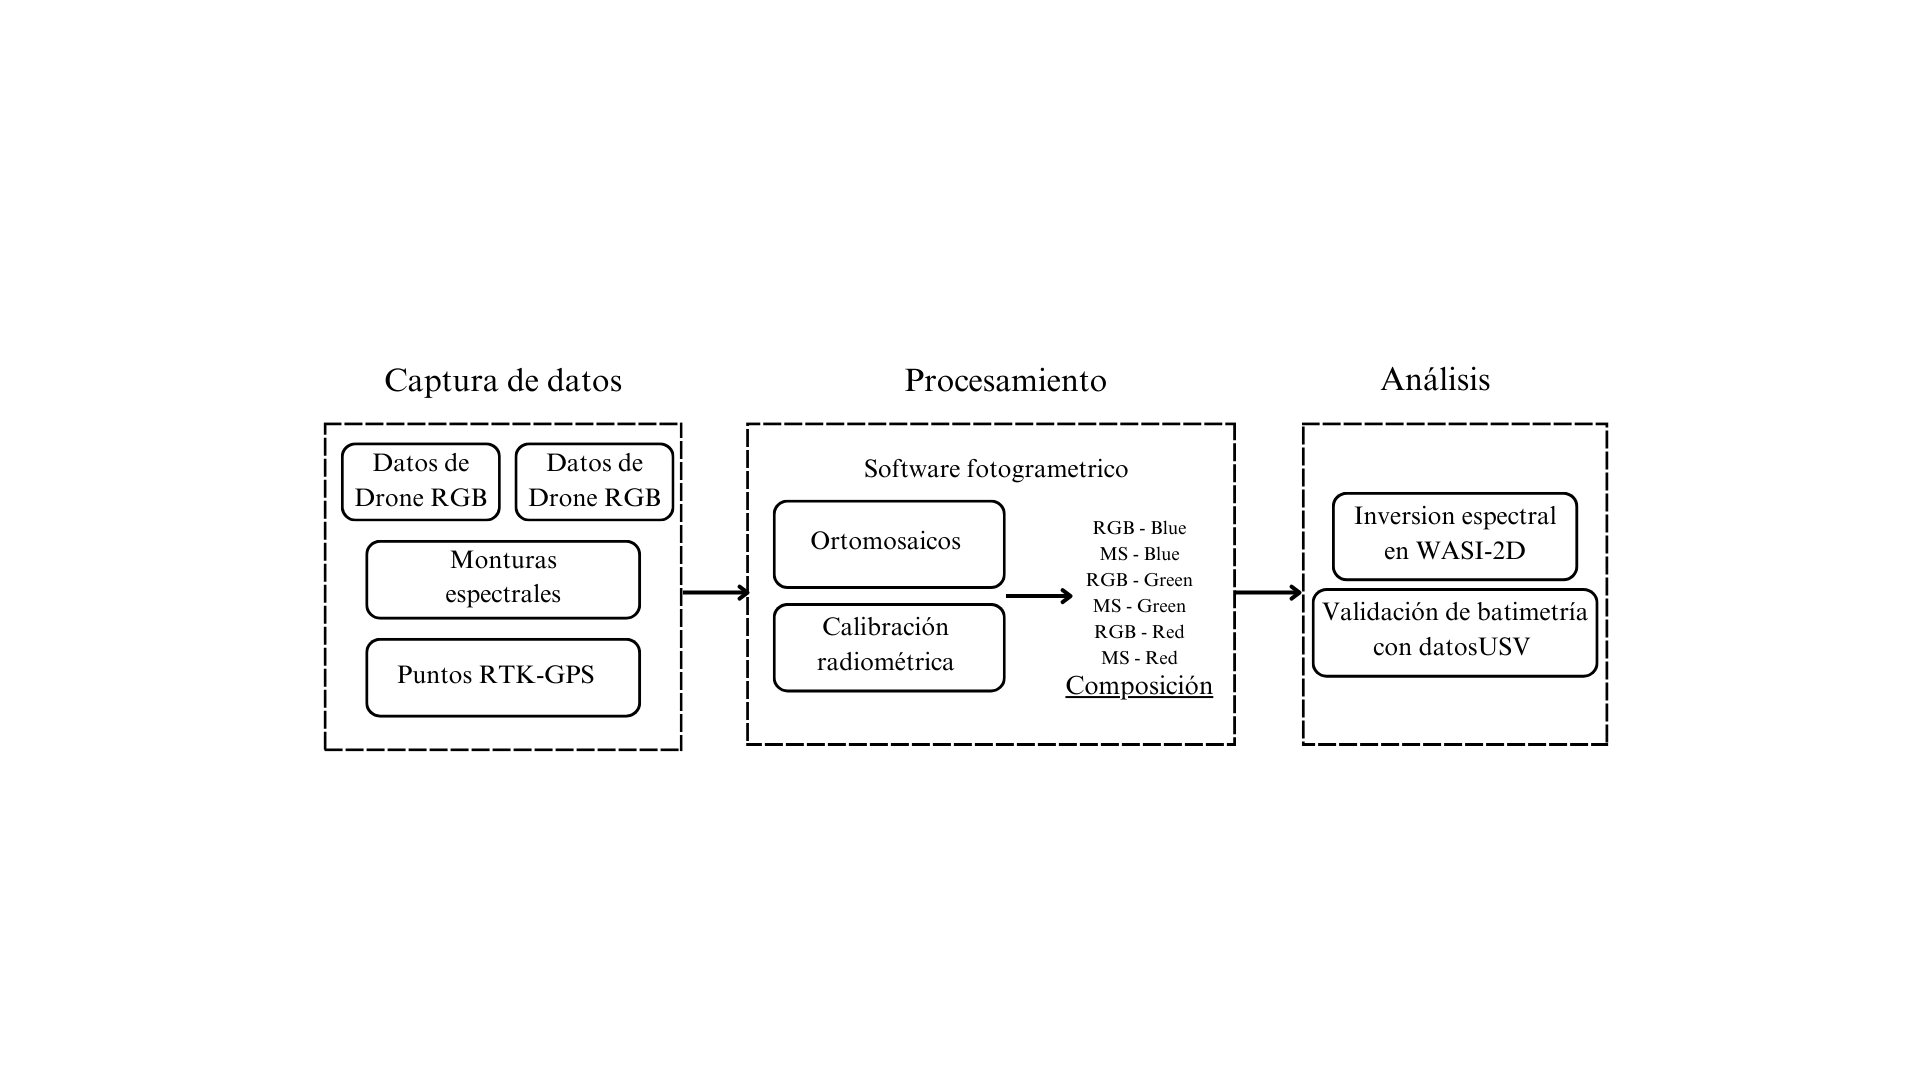 Captura de datos
Datos de
Drone RGB
Datos de
Drone RGB
Monturas
espectrales
Puntos RTK-GPS
Procesamiento
Software fotogrametrico
Ortomosaicos
Calibración
radiométrica
RGB - Blue
MS - Blue
RGB - Green
MS - Green
RGB - Red
MS - Red
Composición
Análisis
Inversion espectral
en WASI-2D
Validación de batimetría
con datosUSV